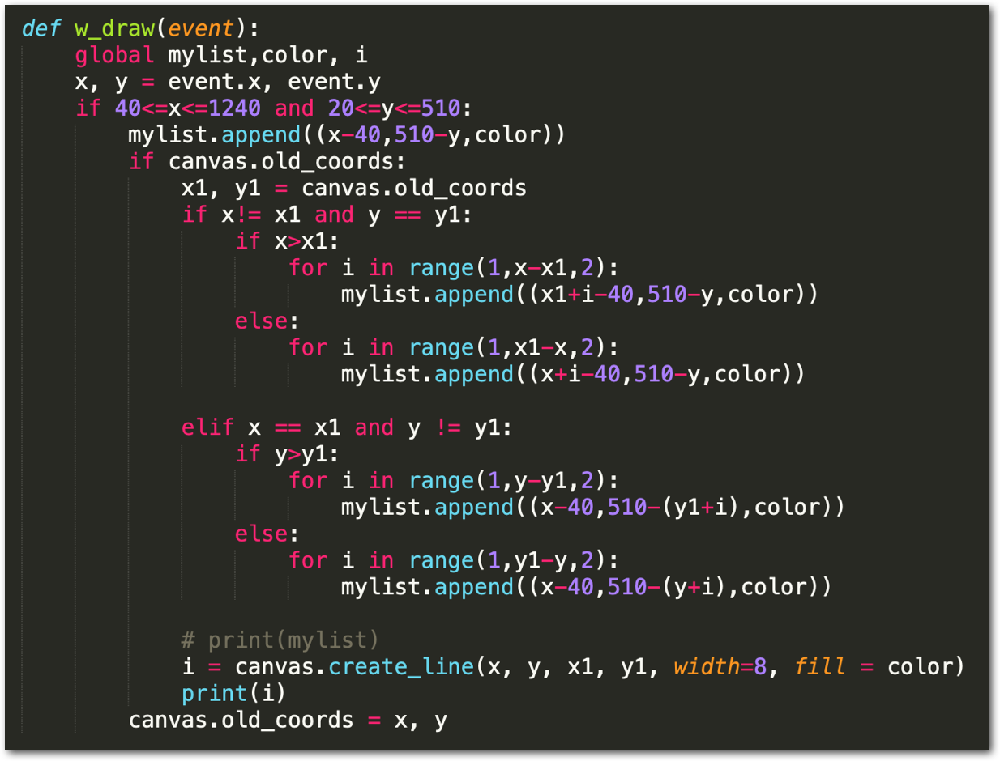 def w_draw(event):
    global mylist,color, i
    x, y = event.x, event.y
    if 40<=x<=1240 and 20<=y<=510:
        mylist.append((x-40,510-y,color))
        if canvas.old_coords:
            x1, y1 = canvas.old_coords
            if x!= x1 and y == y1:
                if x>x1:
                    for i in range(1,x-x1,2):
                        mylist.append((x1+i-40,510-y,color))
                else:
                    for i in range(1,x1-x,2):
                        mylist.append((x+i-40,510-y,color))

            elif x == x1 and y != y1:
                if y>y1:
                    for i in range(1,y-y1,2):
                        mylist.append((x-40,510-(y1+i),color))
                else:
                    for i in range(1,y1-y,2):
                        mylist.append((x-40,510-(y+i),color))

            # print(mylist)
            i = canvas.create_line(x, y, x1, y1, width=8, fill = color)
            print(i)
        canvas.old_coords = x, y